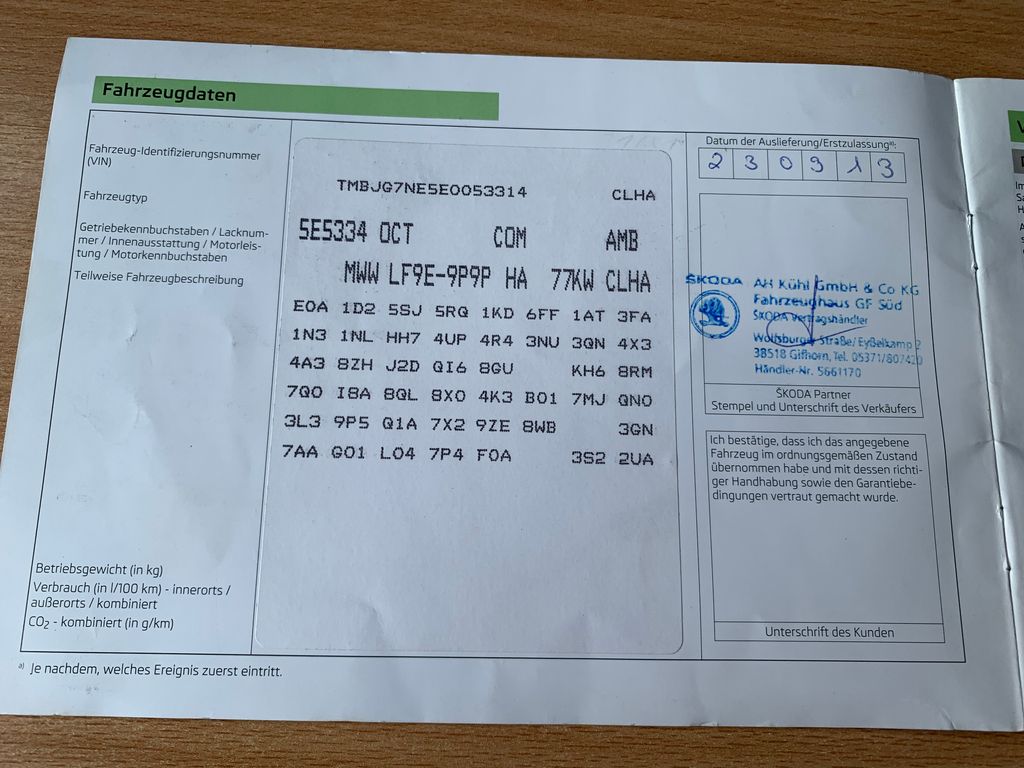 Fahrzeugdaten
Fahrzeug-Identifizierungsnummer
(VIN)
Fahrzeugtyp
Getriebekennbuchstaben / Lacknum-
mer / Innenausstattung / Motorleis-
tung / Motorkennbuchstaben
Teilweise Fahrzeugbeschreibung
Betriebsgewicht (in kg)
Verbrauch (in l/100 km) - innerorts /
außerorts / kombiniert
CO2 - kombiniert (in g/km)
TMBJG7NE5E0053314 CLHA
5E5334 OCT COM AMB
MWW LF9E-9P9P HA 77KW CLHA
E0A 1D2 5SJ 5RQ 1KD 6FF 1AT 3FA
1N3 1NL HH7 4UP 4R4 3NU 3QN 4X3
4A3 8ZH J2D QI6 8GU KH6 8RM
7Q0 I8A 8QL 8X0 4K3 B01 7MJ QN0
3L3 9P5 Q1A 7X2 9ZE 8WB 3GN
7AA G01 L04 7P4 F0A 3S2 2UA
Datum der Auslieferung/Erstzulassung a):
2 3 0 9 1 3
ŠKODA AH Kühl GmbH & Co KG
Fahrzeughaus GF Süd
ŠKODA Vertragshändler
Wolfsburger Straße/Eyßelkamp 2
38518 Gifhorn, Tel. 05371/807420
Händler-Nr. 5661170
ŠKODA Partner
Stempel und Unterschrift des Verkäufers
Ich bestätige, dass ich das angegebene
Fahrzeug im ordnungsgemäßen Zustand
übernommen habe und mit dessen richti-
ger Handhabung sowie den Garantiebe-
dingungen vertraut gemacht wurde.
Unterschrift des Kunden
a) Je nachdem, welches Ereignis zuerst eintritt.